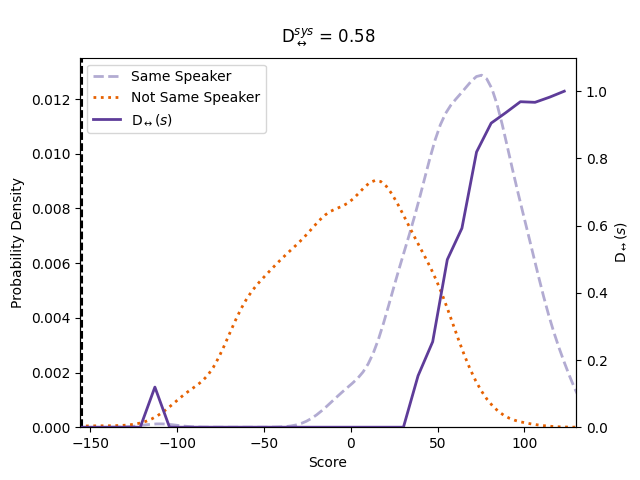 D↔^sys = 0.58
Same Speaker
Not Same Speaker
D↔(s)
Probability Density
0.012
0.010
0.008
0.006
0.004
0.002
0.000
1.0
0.8
0.6
0.4
0.2
0.0
D↔(s)
−150 −100 −50 0 50 100
Score